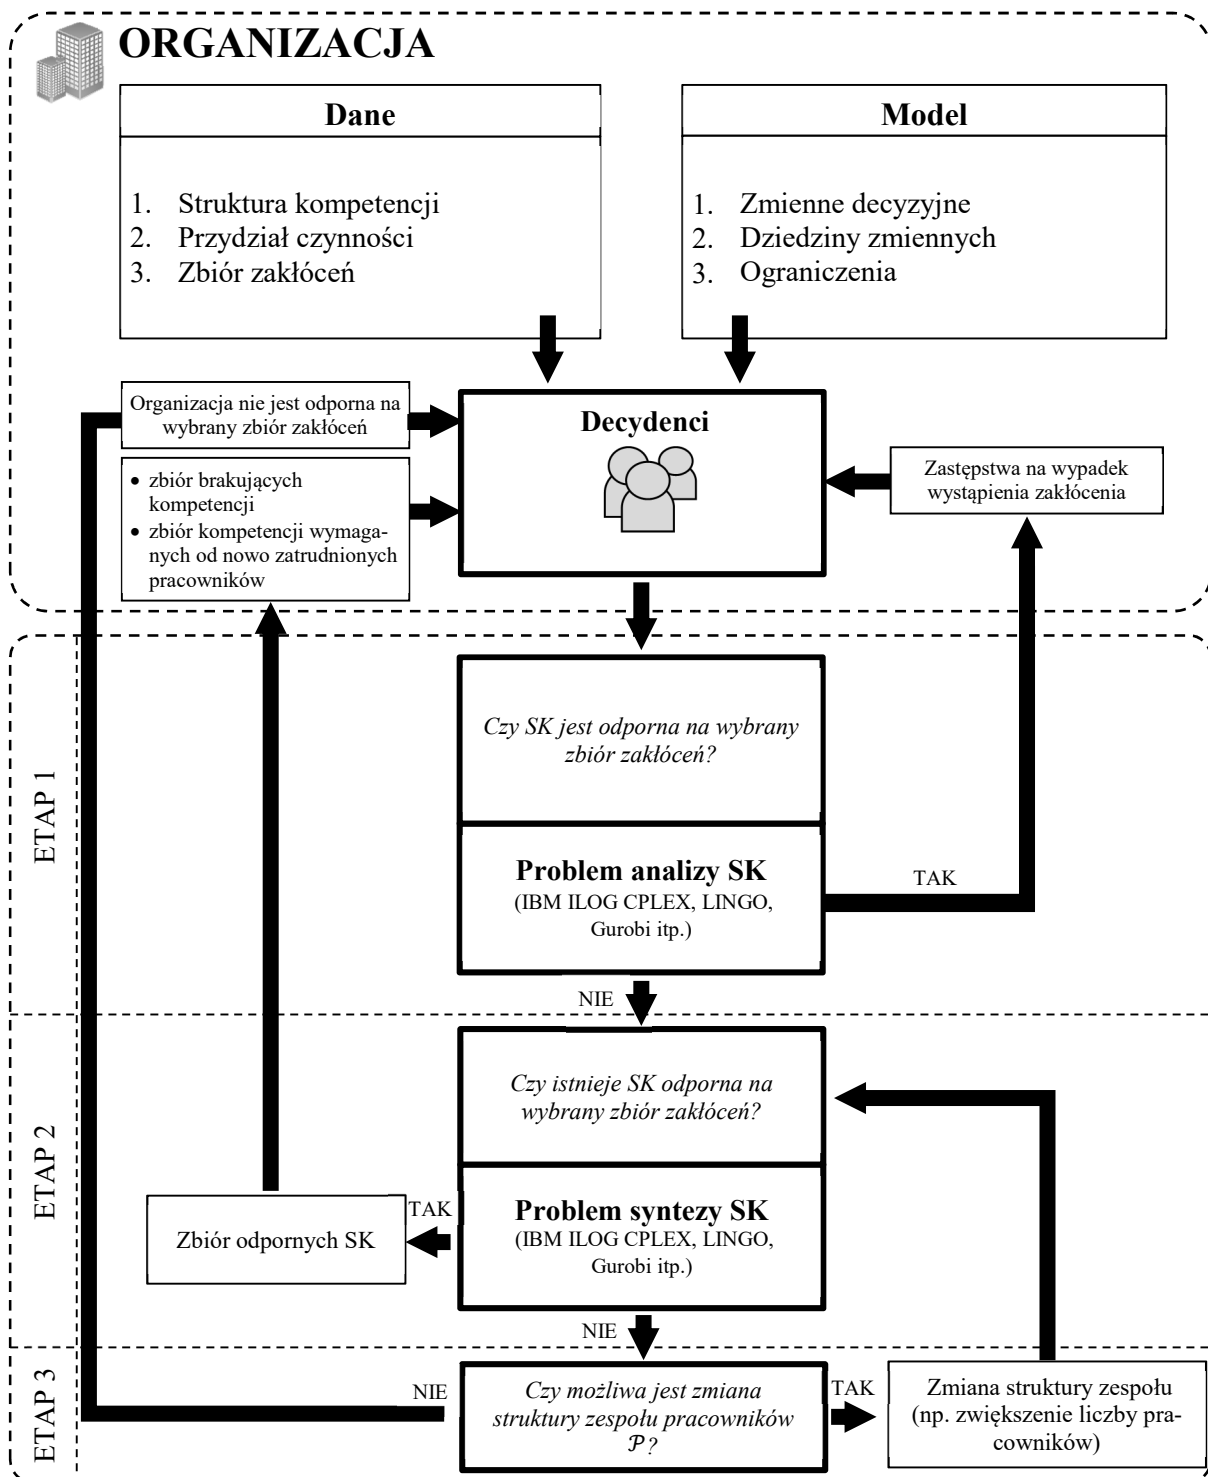 ORGANIZACJA
Dane
1. Struktura kompetencji
2. Przydział czynności
3. Zbiór zakłóceń
Model
1. Zmienne decyzyjne
2. Dziedziny zmiennych
3. Ograniczenia
Organizacja nie jest odporna na
wybrany zbiór zakłóceń
• zbiór brakujących
kompetencji
• zbiór kompetencji wymaga-
nych od nowo zatrudnionych
pracowników
Decydenci
Zastępstwa na wypadek
wystąpienia zakłócenia
ETAP 1
Czy SK jest odporna na wybrany
zbiór zakłóceń?
Problem analizy SK
(IBM ILOG CPLEX, LINGO,
Gurobi itp.)
TAK
NIE
ETAP 2
Czy istnieje SK odporna na
wybrany zbiór zakłóceń?
Problem syntezy SK
(IBM ILOG CPLEX, LINGO,
Gurobi itp.)
TAK
Zbiór odpornych SK
NIE
ETAP 3
NIE
Czy możliwa jest zmiana
struktury zespołu pracowników
𝒫?
TAK
Zmiana struktury zespołu
(np. zwiększenie liczby pra-
cowników)